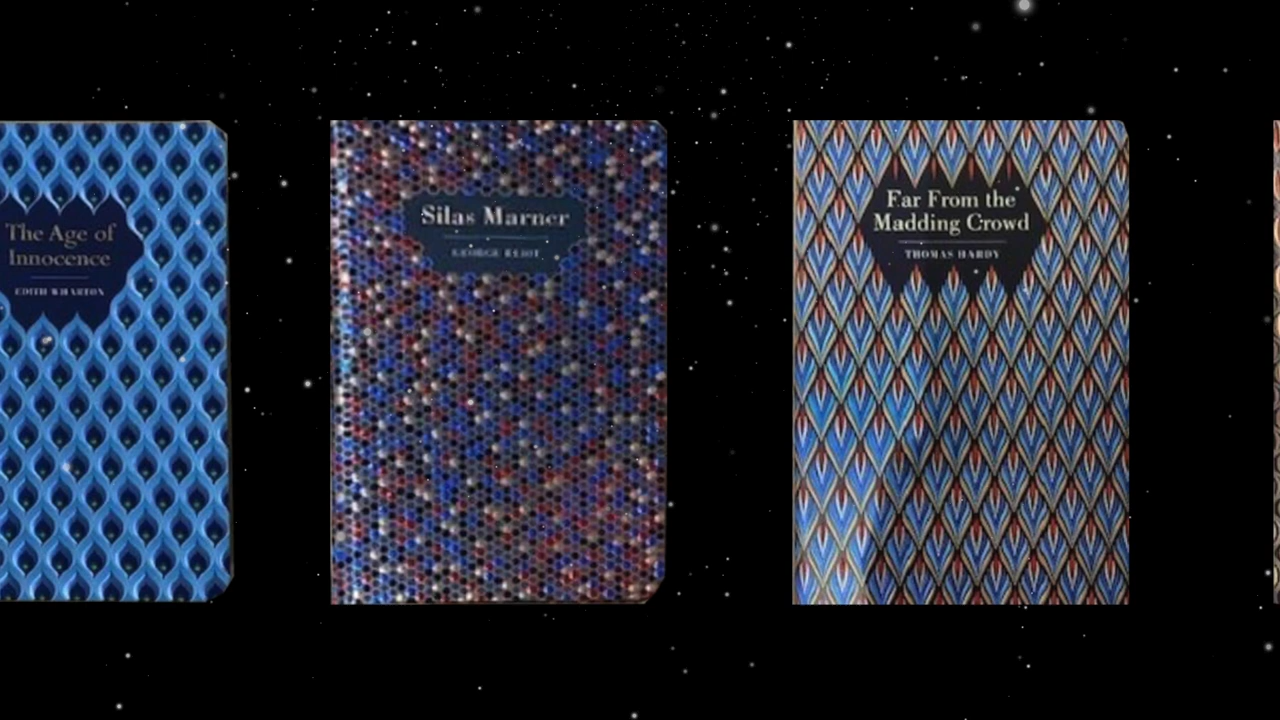 The Age of
Innocence
EDITH WHARTON
Silas Marner
GEORGE ELIOT
Far From the
Madding Crowd
THOMAS HARDY